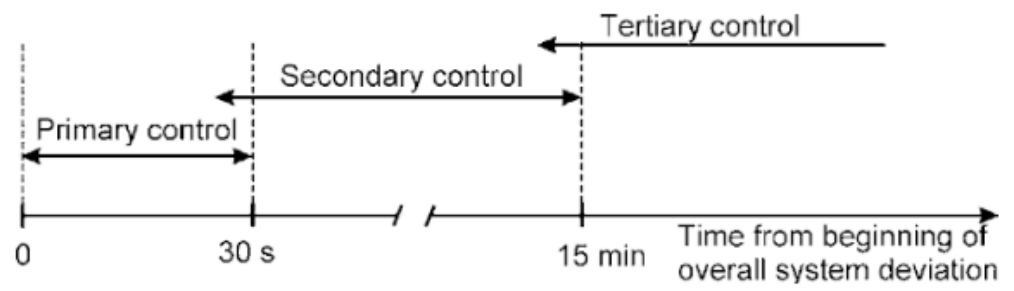 Tertiary control
Secondary control
Primary control
0
30 s
15 min
Time from beginning of
overall system deviation